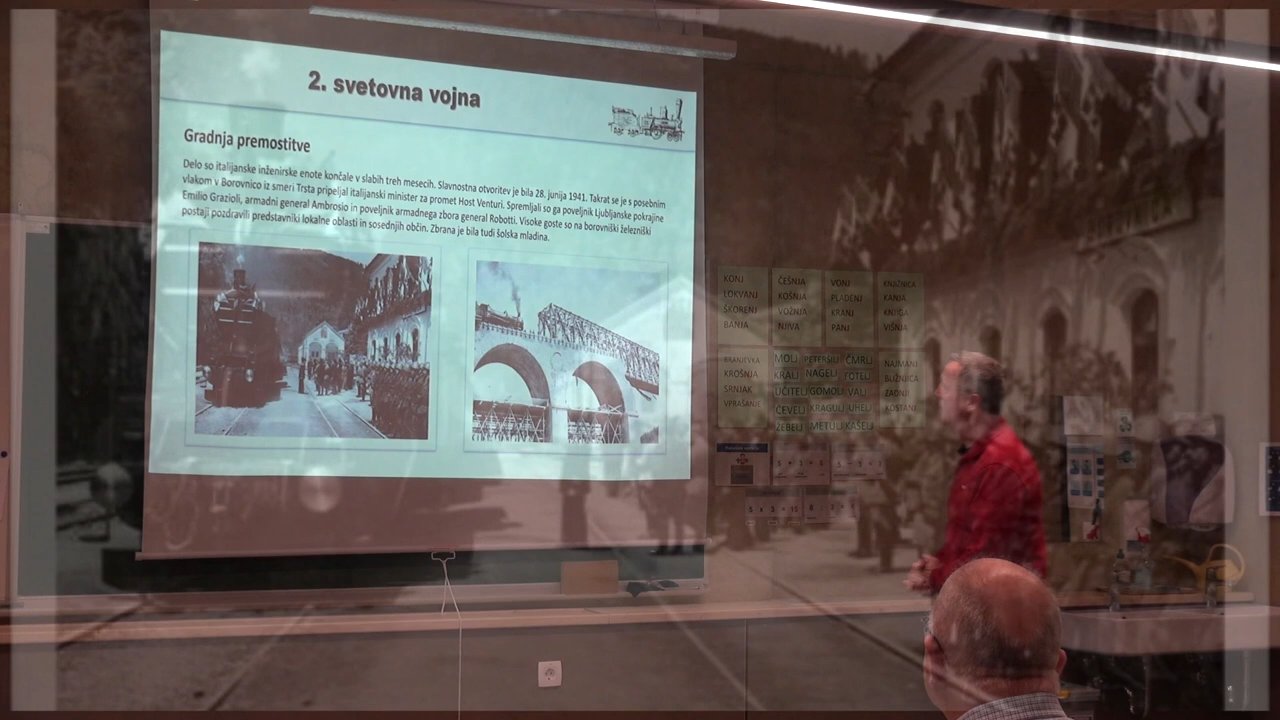 2. svetovna vojna
Gradnja premostitve
Delo so italijanske inženirske enote končale v slabih treh mesecih. Slavnostna otvoritev je bila 28. junija 1941. Takrat se je s posebnim
vlakom v Borovnico iz smeri Trsta pripeljal italijanski minister za promet Host Venturi. Spremljali so ga poveljnik Ljubljanske pokrajine
Emilio Grazioli, armadni general Ambrosio in poveljnik armadnega zbora general Robotti. Visoke goste so na borovniški železniški
postaji pozdravili predstavniki lokalne oblasti in sosednjih občin. Zbrana je bila tudi šolska mladina.
KONJ
LOKVANJ
ŠKORENJ
BANJA
ČEŠNJA
KOŠNJA
VOŽNJA
NJIVA
VONJ
PLADENJ
KRANJ
PANJ
KNJIŽNICA
KANJA
KNJIGA
VIŠNJA
BRANJEVKA
KROŠNJA
SRNJAK
VPRAŠANJE
MOLJ PETERŠILJ ČMRLJ
KRALJ NAGELJ FOTELJ
UČITELJ GOMOLJ VALJ
ČEVELJ KRAGULJ UHELJ
ŽEBELJ METULJ KAŠELJ
NAJMANJ
BLIŽNJICA
ZADNJI
KOSTANJ